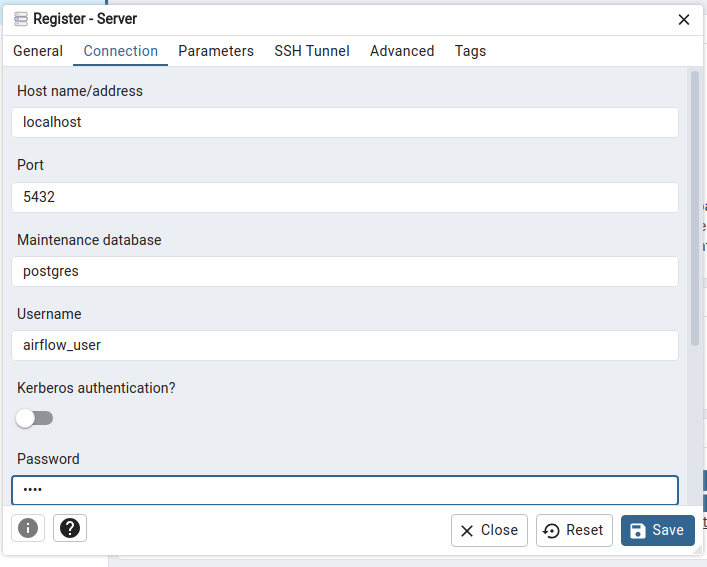 Register - Server
General Connection Parameters SSH Tunnel Advanced Tags
Host name/address
localhost
Port
5432
Maintenance database
postgres
Username
airflow_user
Kerberos authentication?
Password
••••
Close Reset Save